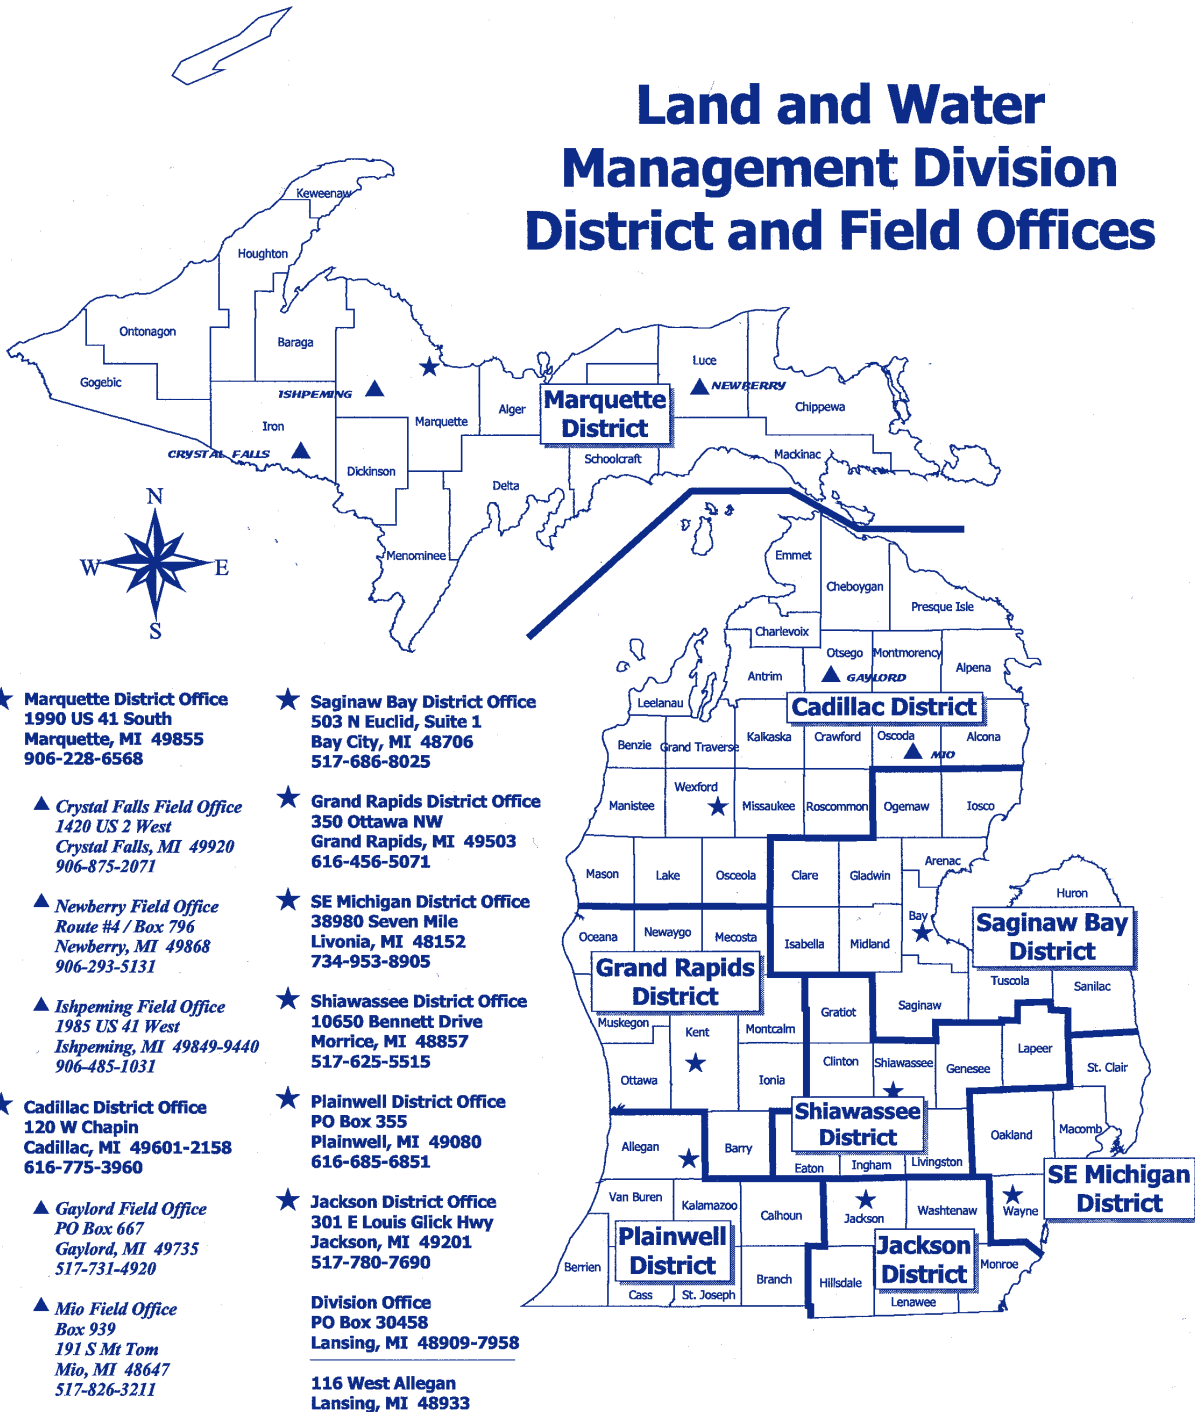 Land and Water
Management Division
District and Field Offices
Keweenaw
Houghton
Ontonagon
Baraga
Gogebic
ISHPEMING
Iron
CRYSTAL FALLS
Marquette
Dickinson
Alger
Marquette
District
Luce
NEWBERRY
Chippewa
Schoolcraft
Mackinac
Delta
Menominee
N
W
E
S
Emmet
Cheboygan
Presque Isle
Charlevoix
Otsego
Montmorency
Antrim
GAYLORD
Alpena
Leelanau
Cadillac District
Benzie
Grand Traverse
Kalkaska
Crawford
Oscoda
Alcona
MIO
Manistee
Wexford
Missaukee
Roscommon
Ogemaw
Iosco
Mason
Lake
Osceola
Clare
Gladwin
Arenac
Huron
Oceana
Newaygo
Mecosta
Isabella
Midland
Bay
Saginaw Bay
District
Grand Rapids
District
Tuscola
Sanilac
Muskegon
Kent
Montcalm
Gratiot
Saginaw
Ottawa
Ionia
Clinton
Shiawassee
Genesee
Lapeer
St. Clair
Shiawassee
District
Allegan
Barry
Eaton
Ingham
Livingston
Oakland
Macomb
SE Michigan
District
Van Buren
Kalamazoo
Calhoun
Jackson
Washtenaw
Wayne
Plainwell
District
Jackson
District
Berrien
Cass
St. Joseph
Branch
Hillsdale
Lenawee
Monroe
Marquette District Office
1990 US 41 South
Marquette, MI 49855
906-228-6568
Crystal Falls Field Office
1420 US 2 West
Crystal Falls, MI 49920
906-875-2071
Newberry Field Office
Route #4 / Box 796
Newberry, MI 49868
906-293-5131
Ishpeming Field Office
1985 US 41 West
Ishpeming, MI 49849-9440
906-485-1031
Cadillac District Office
120 W Chapin
Cadillac, MI 49601-2158
616-775-3960
Gaylord Field Office
PO Box 667
Gaylord, MI 49735
517-731-4920
Mio Field Office
Box 939
191 S Mt Tom
Mio, MI 48647
517-826-3211
Saginaw Bay District Office
503 N Euclid, Suite 1
Bay City, MI 48706
517-686-8025
Grand Rapids District Office
350 Ottawa NW
Grand Rapids, MI 49503
616-456-5071
SE Michigan District Office
38980 Seven Mile
Livonia, MI 48152
734-953-8905
Shiawassee District Office
10650 Bennett Drive
Morrice, MI 48857
517-625-5515
Plainwell District Office
PO Box 355
Plainwell, MI 49080
616-685-6851
Jackson District Office
301 E Louis Glick Hwy
Jackson, MI 49201
517-780-7690
Division Office
PO Box 30458
Lansing, MI 48909-7958
116 West Allegan
Lansing, MI 48933